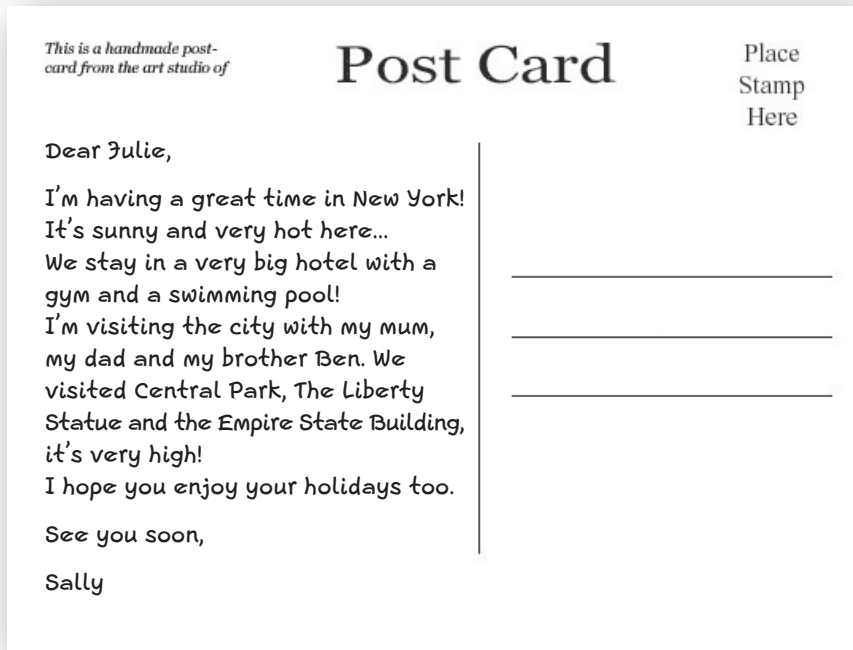 This is a handmade post-
card from the art studio of
Post Card
Place
Stamp
Here
Dear Julie,
I'm having a great time in New York!
It's sunny and very hot here...
We stay in a very big hotel with a
gym and a swimming pool!
I'm visiting the city with my mum,
my dad and my brother Ben. We
visited Central Park, The Liberty
Statue and the Empire State Building,
it's very high!
I hope you enjoy your holidays too.
See you soon,
Sally